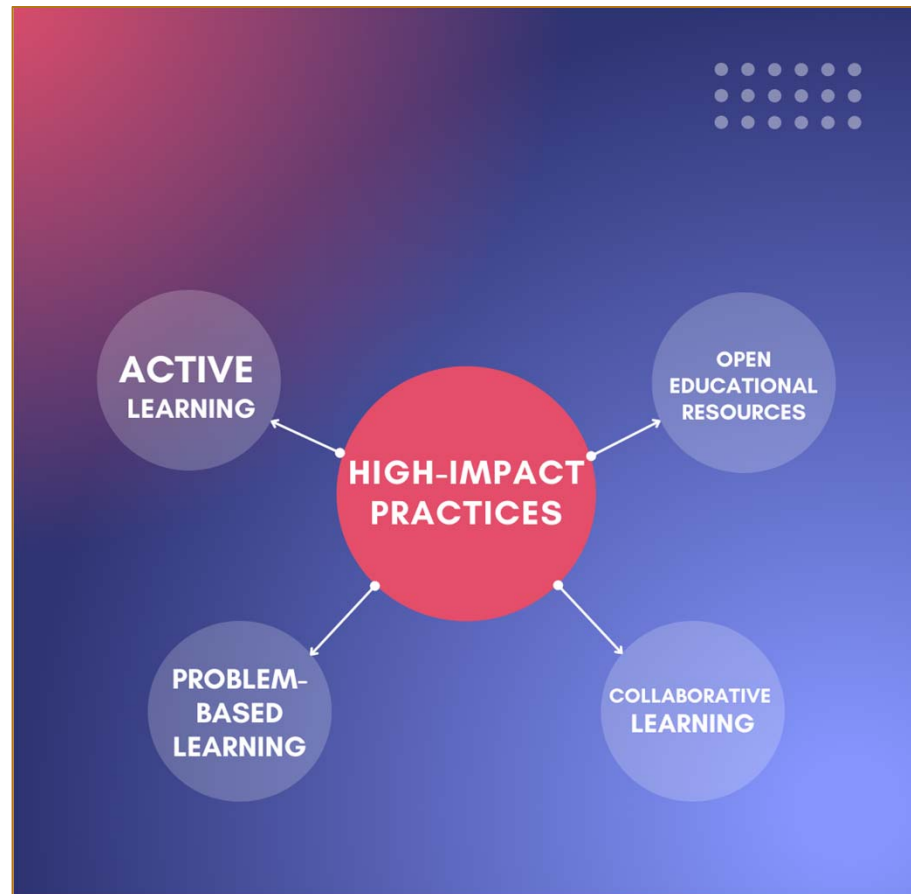 ACTIVE
LEARNING
OPEN
EDUCATIONAL
RESOURCES
HIGH-IMPACT
PRACTICES
PROBLEM-
BASED
LEARNING
COLLABORATIVE
LEARNING